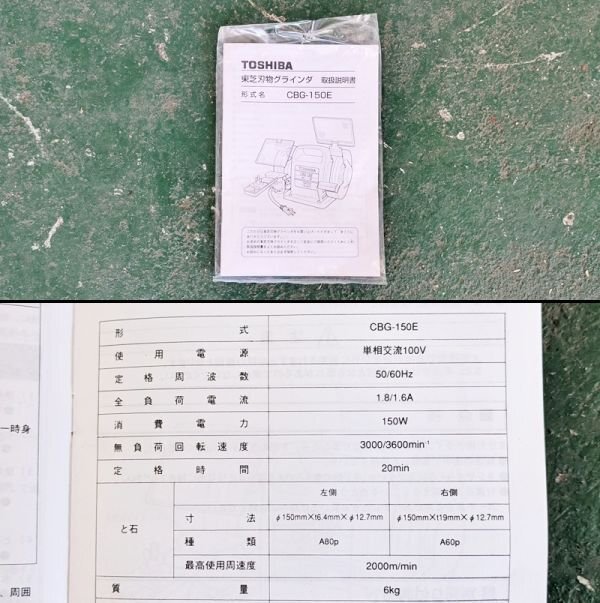 TOSHIBA
東芝刃物グラインダ 取扱説明書
形式名 CBG-150E
形式 CBG-150E
使用電源 単相交流100V
定格周波数 50/60Hz
全負荷電流 1.8/1.6A
消費電力 150W
無負荷回転速度 3000/3600min⁻¹
定格時間 20min
左側 右側
と石
寸法 φ150mm×t6.4mm×φ12.7mm φ150mm×t19mm×φ12.7mm
種類 A80p A60p
最高使用周速度 2000m/min
質量 6kg
一時身
、周囲